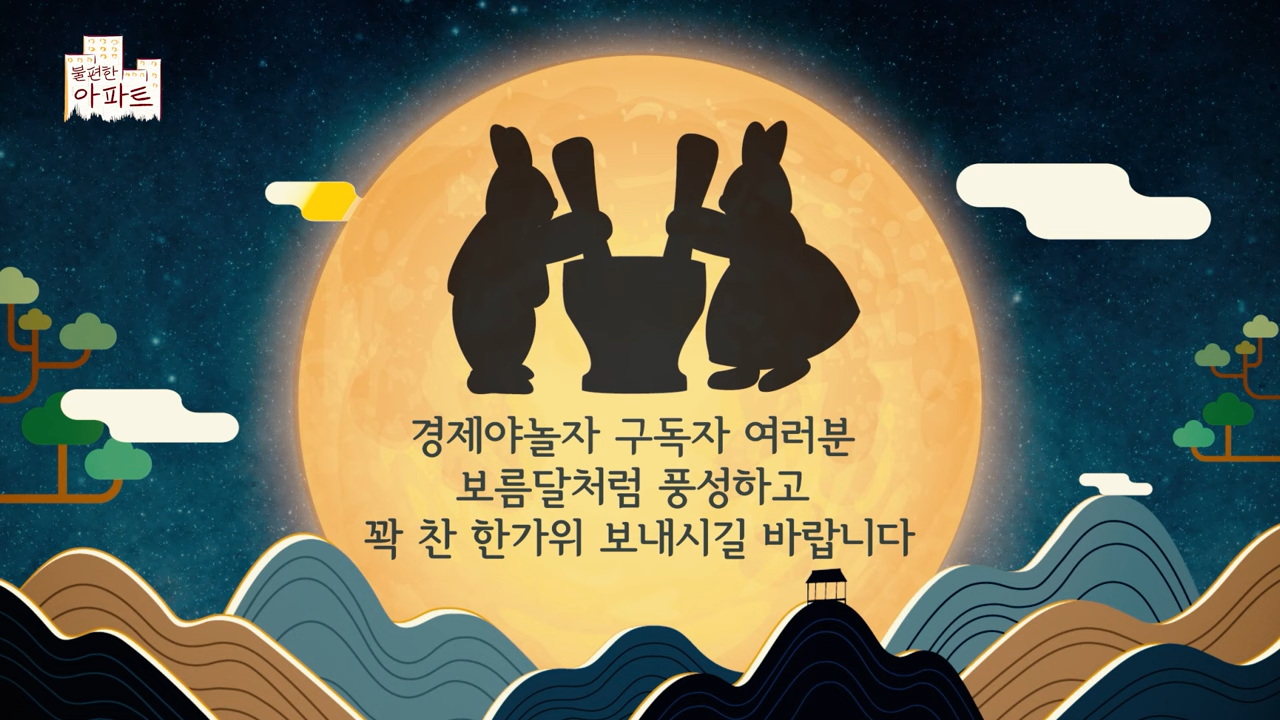 불편한
아파트
경제야놀자 구독자 여러분
보름달처럼 풍성하고
꽉 찬 한가위 보내시길 바랍니다